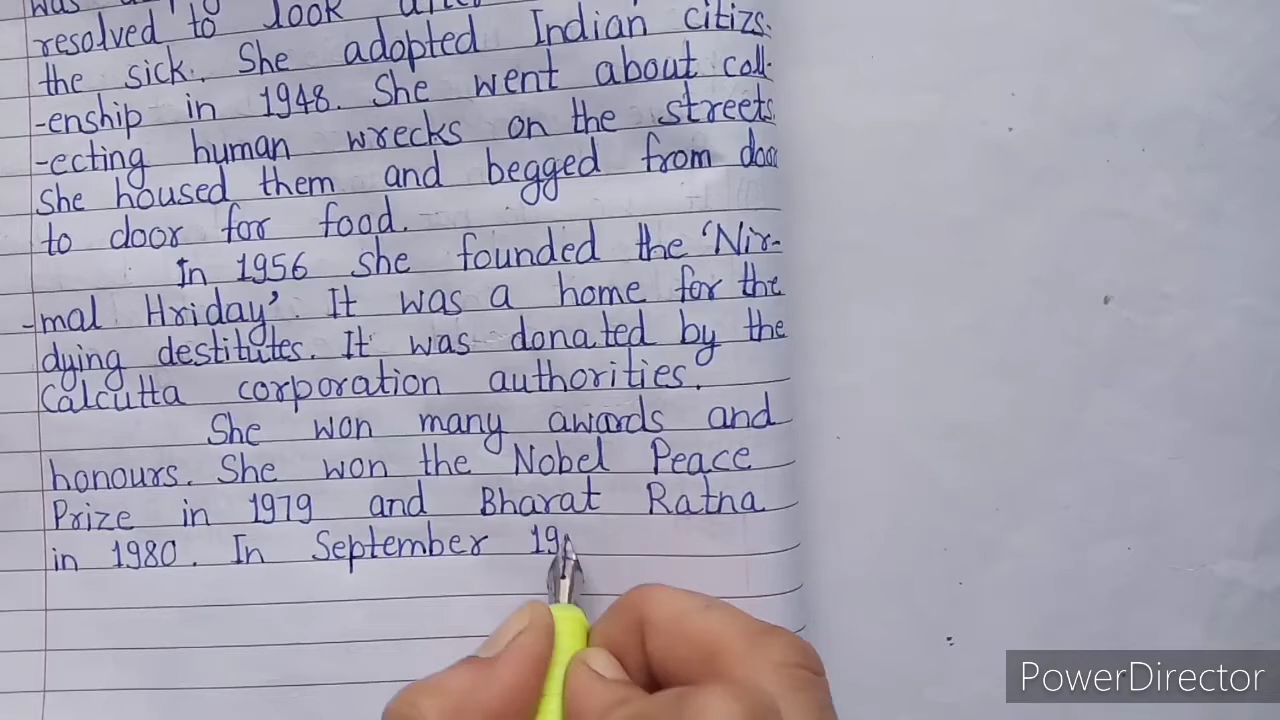 resolved to look
the sick. She adopted Indian citizs.
-enship in 1948. She went about coll-
-ecting human wrecks on the streets.
She housed them and begged from doo
to door for food.
In 1956 she founded the 'Nir-
-mal Hriday'. It was a home for the
dying destitutes. It was donated by the
Calcutta corporation authorities.
She won many awards and
honours. She won the Nobel Peace
Prize in 1979 and Bharat Ratna
in 1980. In September 19
PowerDirector